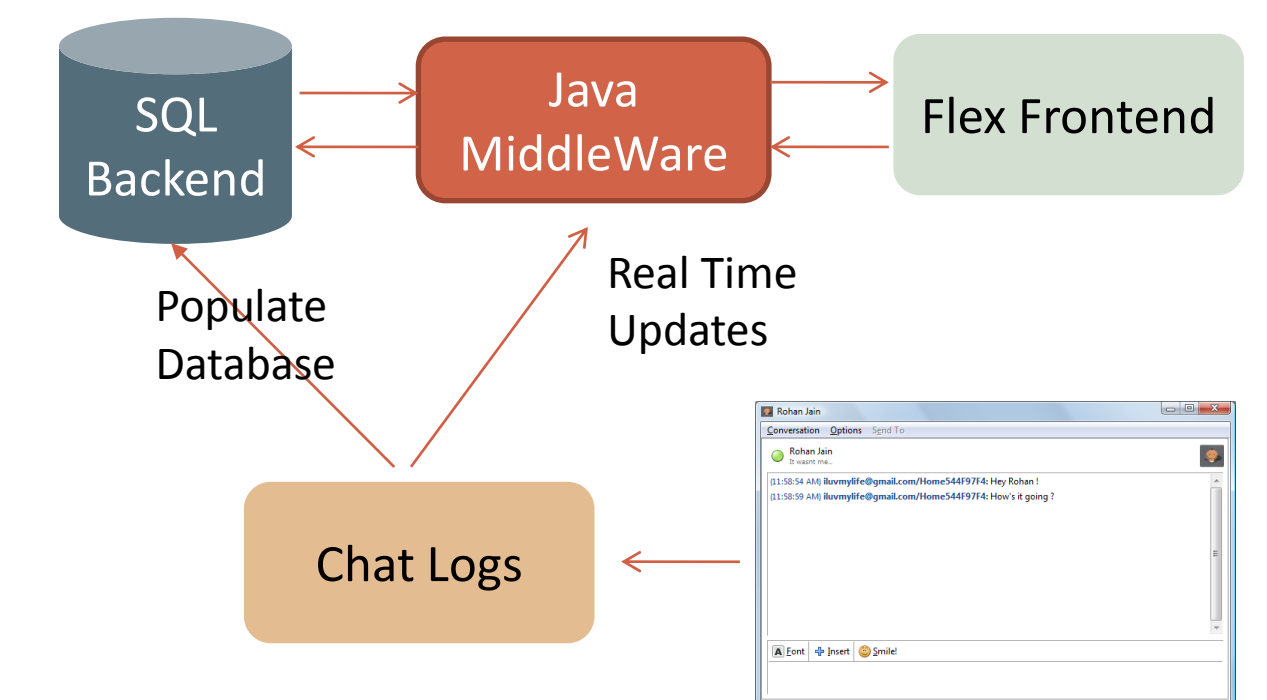 SQL
Backend
Java
MiddleWare
Flex Frontend
Populate
Database
Real Time
Updates
Chat Logs
Rohan Jain
Conversation Options Send To
Rohan Jain
It wasnt me..
(11:58:54 AM) iluvmylife@gmail.com/Home544F97F4: Hey Rohan !
(11:58:59 AM) iluvmylife@gmail.com/Home544F97F4: How's it going ?
A Font Insert Smile!